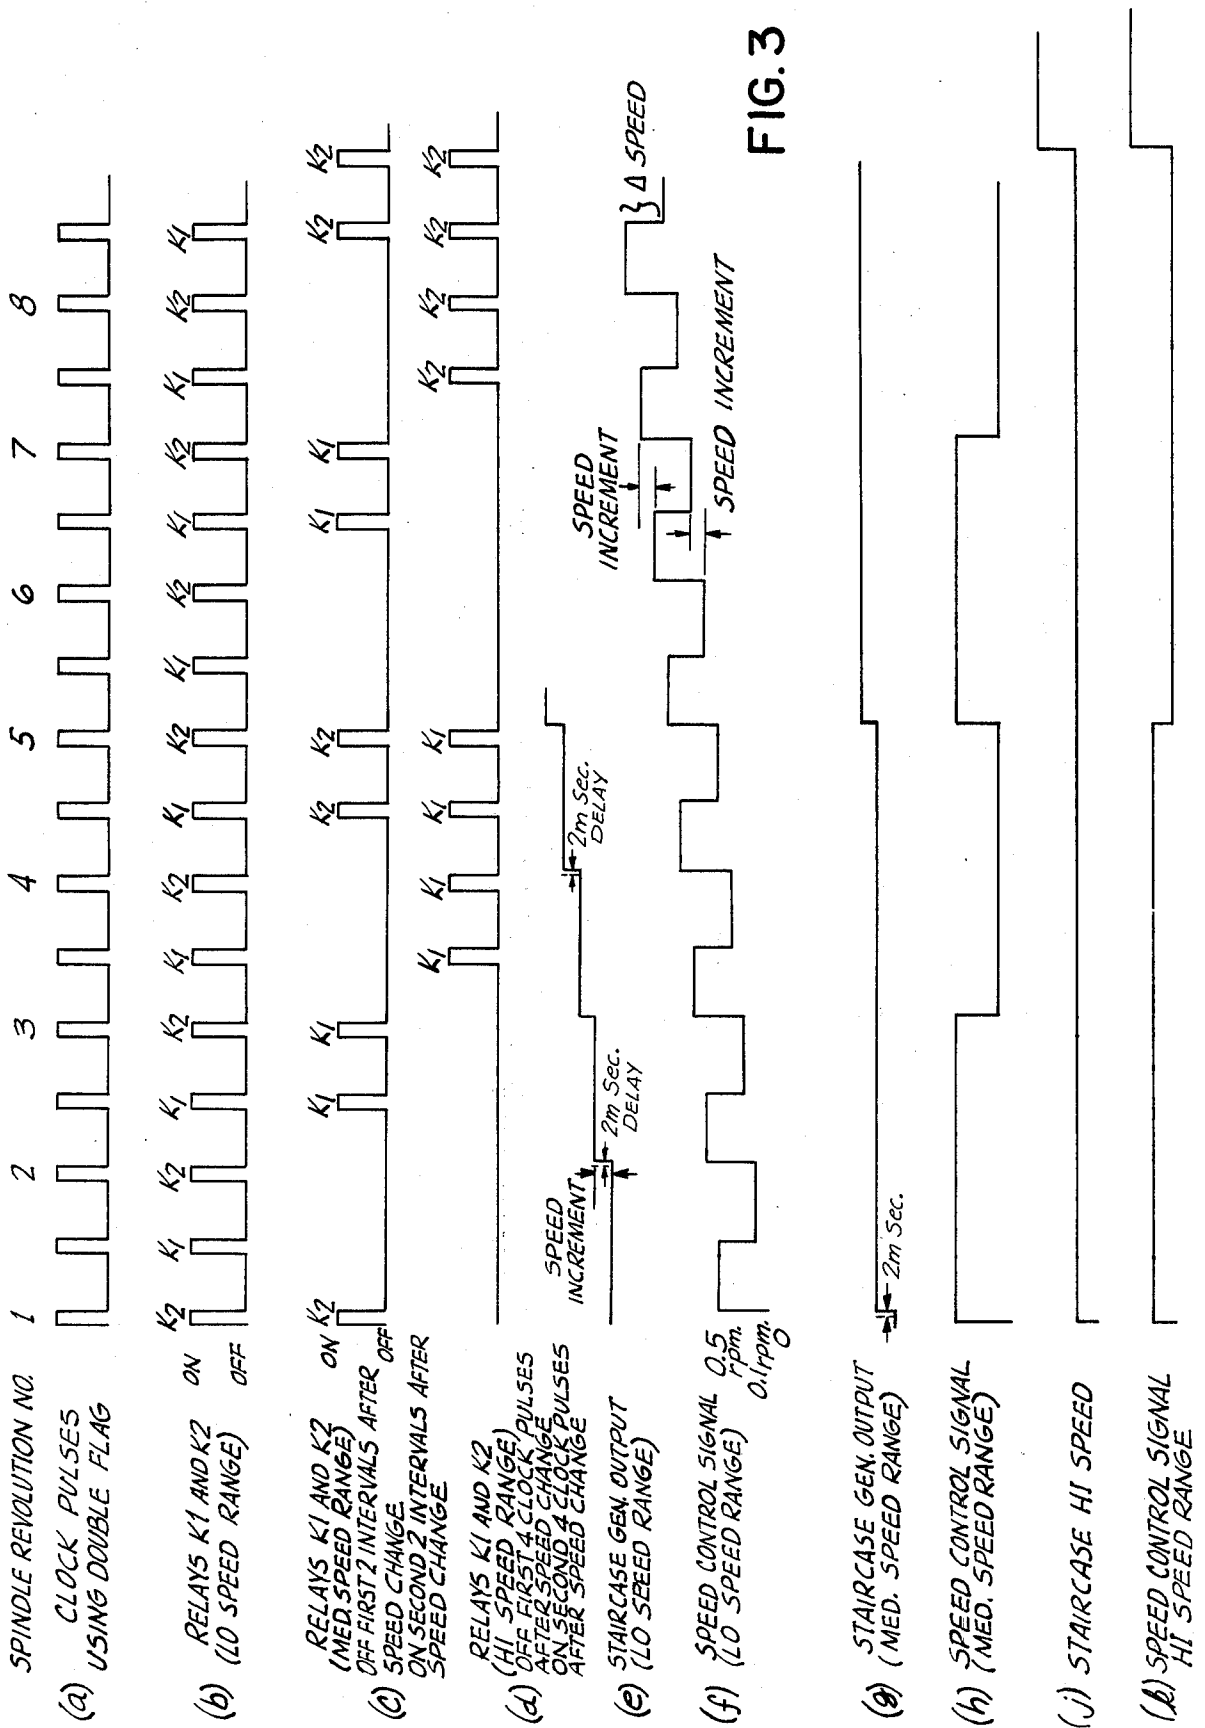 SPINDLE REVOLUTION NO. 1 2 3 4 5 6 7 8
(a) CLOCK PULSES
USING DOUBLE FLAG
(b) RELAYS K1 AND K2
(LO SPEED RANGE)
ON
OFF
K2 K1 K2 K1 K2 K1 K2 K1 K2 K1 K2 K1 K2 K1 K2 K1
(c) RELAYS K1 AND K2
(MED. SPEED RANGE)
OFF FIRST 2 INTERVALS AFTER
SPEED CHANGE
ON SECOND 2 INTERVALS AFTER
SPEED CHANGE
ON
OFF
K2 K1 K1 K2 K2 K1 K1 K2 K2
(d) RELAYS K1 AND K2
(HI SPEED RANGE)
OFF FIRST 4 CLOCK PULSES
AFTER SPEED CHANGE
ON SECOND 4 CLOCK PULSES
AFTER SPEED CHANGE
K1 K1 K1 K1 K2 K2 K2 K2
(e) STAIRCASE GEN. OUTPUT
(LO SPEED RANGE)
SPEED
INCREMENT
2m Sec.
DELAY
2m Sec.
DELAY
(f) SPEED CONTROL SIGNAL
(LO SPEED RANGE)
0.5
rpm.
0.1rpm.
0
SPEED
INCREMENT
SPEED INCREMENT
} Δ SPEED
FIG. 3
(g) STAIRCASE GEN. OUTPUT
(MED. SPEED RANGE)
2m Sec.
(h) SPEED CONTROL SIGNAL
(MED. SPEED RANGE)
(j) STAIRCASE HI SPEED
(k) SPEED CONTROL SIGNAL
HI SPEED RANGE